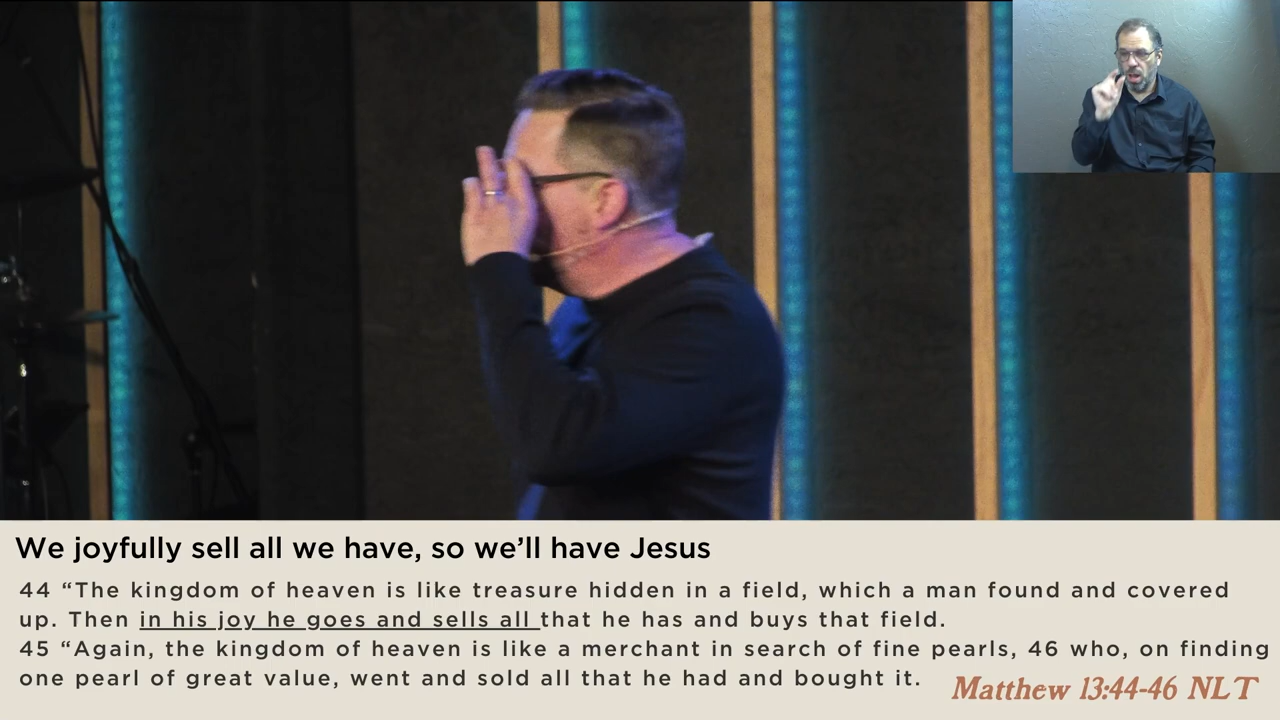 We joyfully sell all we have, so we’ll have Jesus
44 “The kingdom of heaven is like treasure hidden in a field, which a man found and covered
up. Then in his joy he goes and sells all that he has and buys that field.
45 “Again, the kingdom of heaven is like a merchant in search of fine pearls, 46 who, on finding
one pearl of great value, went and sold all that he had and bought it.
Matthew 13:44-46 NLT